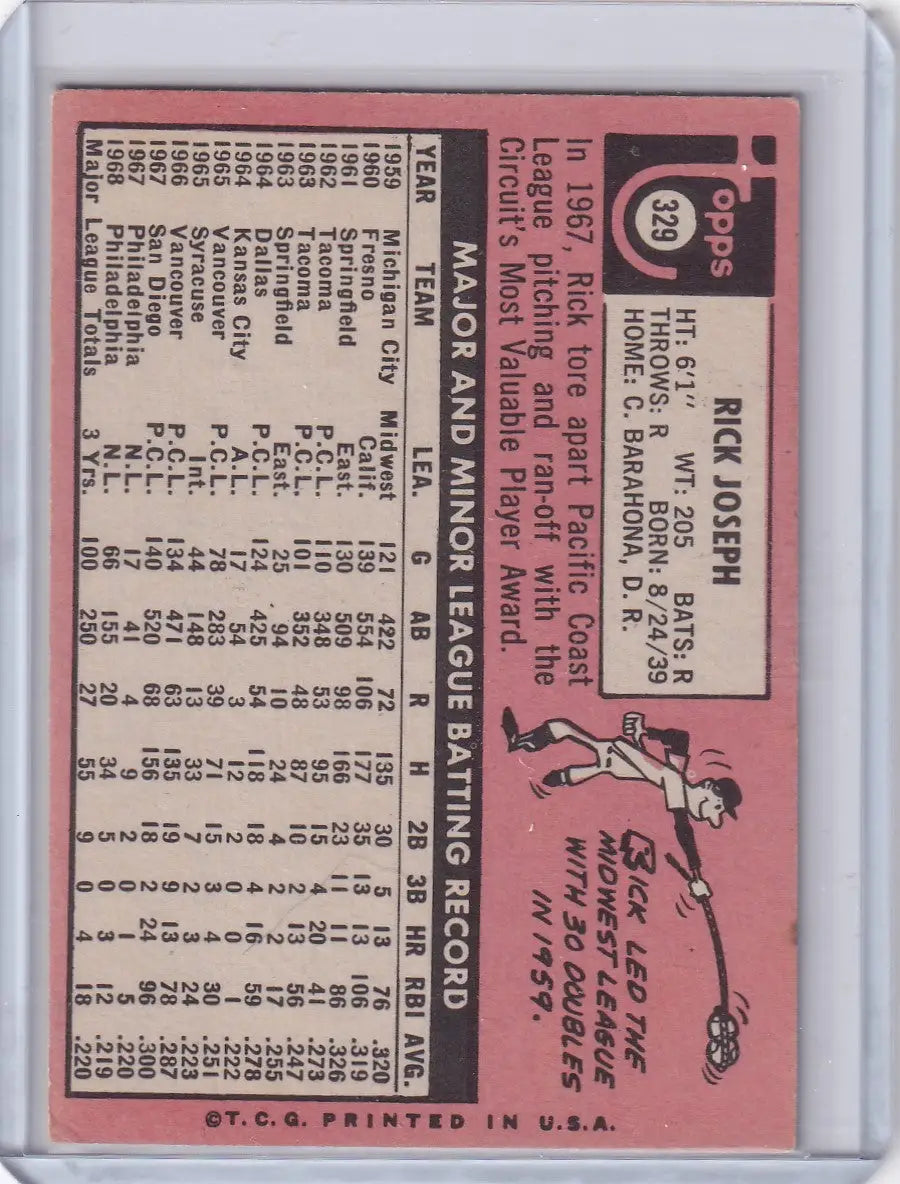 Topps
329
RICK JOSEPH
HT: 6'1" WT: 205 BATS: R
THROWS: R BORN: 8/24/39
HOME: C. BARAHONA, D. R.
In 1967, Rick tore apart Pacific Coast
League pitching and ran-off with the
Circuit's Most Valuable Player Award.
RICK LED THE
MIDWEST LEAGUE
WITH 30 DOUBLES
IN 1959.
MAJOR AND MINOR LEAGUE BATTING RECORD
YEAR TEAM LEA. G AB R H 2B 3B HR RBI AVG.
1959 Michigan City Midwest 121 422 72 135 30 5 13 76 .320
1960 Fresno Calif. 139 554 106 177 35 13 13 106 .319
1961 Springfield East. 130 509 98 166 23 11 11 86 .326
1962 Tacoma P.C.L. 110 348 53 95 15 4 20 41 .273
1963 Tacoma P.C.L. 101 352 48 87 10 2 13 56 .247
1963 Springfield East. 25 94 10 24 4 2 2 17 .255
1964 Dallas P.C.L. 124 425 54 118 18 4 16 59 .278
1964 Kansas City A.L. 17 54 3 12 2 0 0 1 .222
1965 Vancouver P.C.L. 78 283 39 71 15 3 4 30 .251
1965 Syracuse Int. 44 148 13 33 7 2 3 24 .223
1966 Vancouver P.C.L. 134 471 63 135 19 9 13 78 .287
1967 San Diego P.C.L. 140 520 68 156 18 2 24 96 .300
1967 Philadelphia N.L. 17 41 4 9 2 0 1 5 .220
1968 Philadelphia N.L. 66 155 20 34 5 0 3 12 .219
Major League Totals 3 Yrs. 100 250 27 55 9 0 4 18 .220
©T.C.G. PRINTED IN U.S.A.